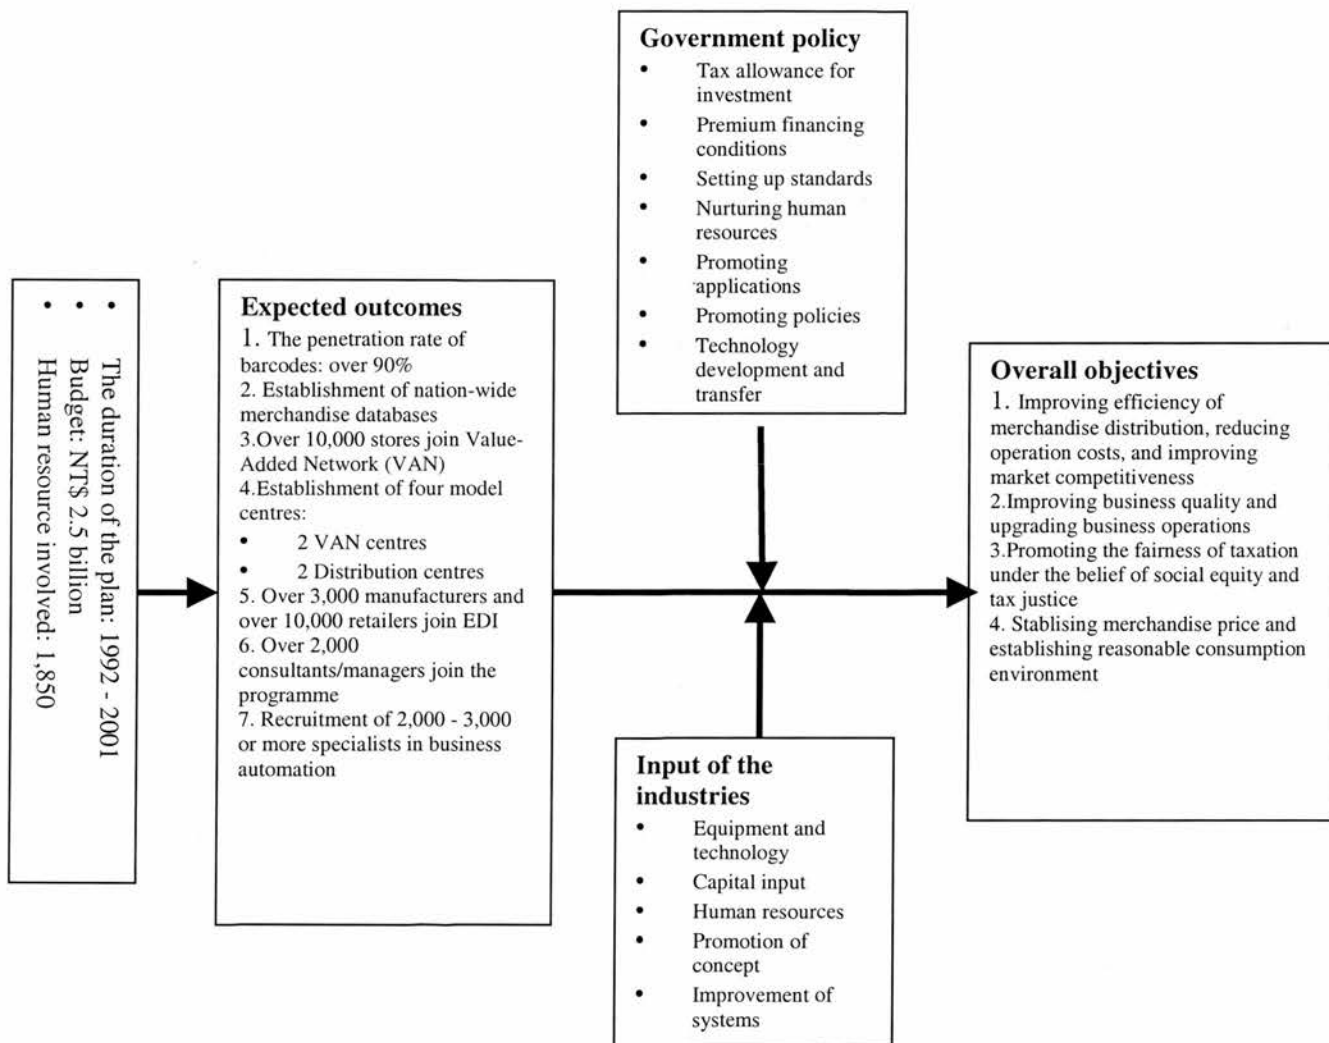 • The duration of the plan: 1992 - 2001
• Budget: NT$ 2.5 billion
• Human resource involved: 1,850
Expected outcomes
1. The penetration rate of
barcodes: over 90%
2. Establishment of nation-wide
merchandise databases
3.Over 10,000 stores join Value-
Added Network (VAN)
4.Establishment of four model
centres:
• 2 VAN centres
• 2 Distribution centres
5. Over 3,000 manufacturers and
over 10,000 retailers join EDI
6. Over 2,000
consultants/managers join the
programme
7. Recruitment of 2,000 - 3,000
or more specialists in business
automation
Government policy
• Tax allowance for
investment
• Premium financing
conditions
• Setting up standards
• Nurturing human
resources
• Promoting
applications
• Promoting policies
• Technology
development and
transfer
Input of the
industries
• Equipment and
technology
• Capital input
• Human resources
• Promotion of
concept
• Improvement of
systems
Overall objectives
1. Improving efficiency of
merchandise distribution, reducing
operation costs, and improving
market competitiveness
2.Improving business quality and
upgrading business operations
3.Promoting the fairness of taxation
under the belief of social equity and
tax justice
4. Stablising merchandise price and
establishing reasonable consumption
environment